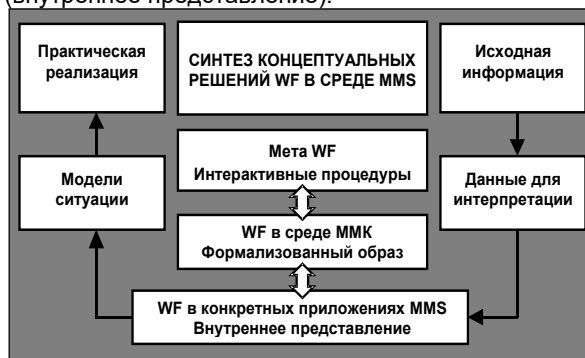 (внутреннее представление).
Практическая
реализация
СИНТЕЗ КОНЦЕПТУАЛЬНЫХ
РЕШЕНИЙ WF В СРЕДЕ MMS
Исходная
информация
Мета WF
Интерактивные процедуры
Модели
ситуации
Данные для
интерпретации
WF в среде ММК
Формализованный образ
WF в конкретных приложениях MMS
Внутреннее представление